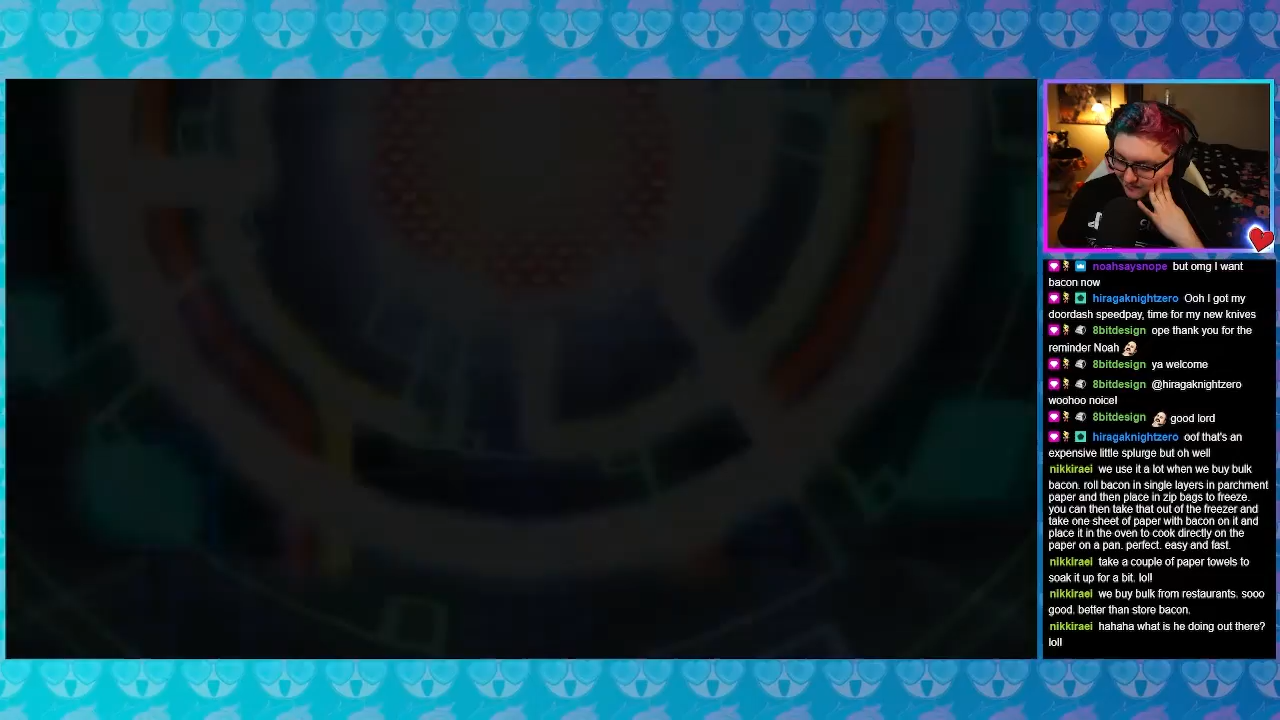 noahsaysnope but omg I want
bacon now
hiragaknightzero Ooh I got my
doordash speedpay, time for my new knives
8bitdesign ope thank you for the
reminder Noah
8bitdesign ya welcome
8bitdesign @hiragaknightzero
woohoo noice!
8bitdesign good lord
hiragaknightzero oof that's an
expensive little splurge but oh well
nikkiraei we use it a lot when we buy bulk
bacon. roll bacon in single layers in parchment
paper and then place in zip bags to freeze.
you can then take that out of the freezer and
take one sheet of paper with bacon on it and
place it in the oven to cook directly on the
paper on a pan. perfect. easy and fast.
nikkiraei take a couple of paper towels to
soak it up for a bit. lol!
nikkiraei we buy bulk from restaurants. sooo
good. better than store bacon.
nikkiraei hahaha what is he doing out there?
loll